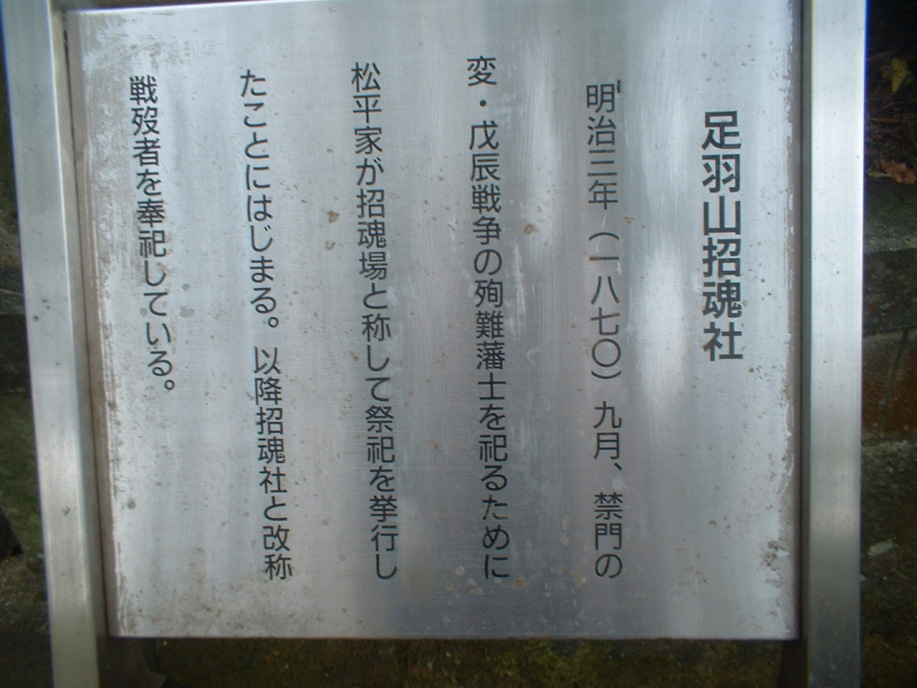 足羽山招魂社
明治三年（一八七〇）九月、禁門の
変・戊辰戦争の殉難藩士を祀るために
松平家が招魂場と称して祭祀を挙行し
たことにはじまる。以降招魂社と改称
戦歿者を奉祀している。